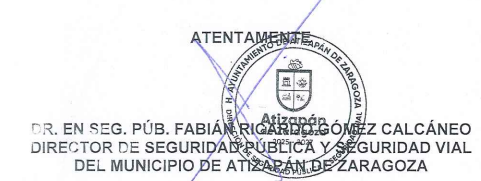 ATENTAMENTE
H. AYUNTAMIENTO DE ATIZAPÁN DE ZARAGOZA
Atizapán
DR. EN SEG. PÚB. FABIÁN RICARDO GÓMEZ CALCÁNEO
DIRECTOR DE SEGURIDAD PÚBLICA Y SEGURIDAD VIAL
DEL MUNICIPIO DE ATIZAPÁN DE ZARAGOZA